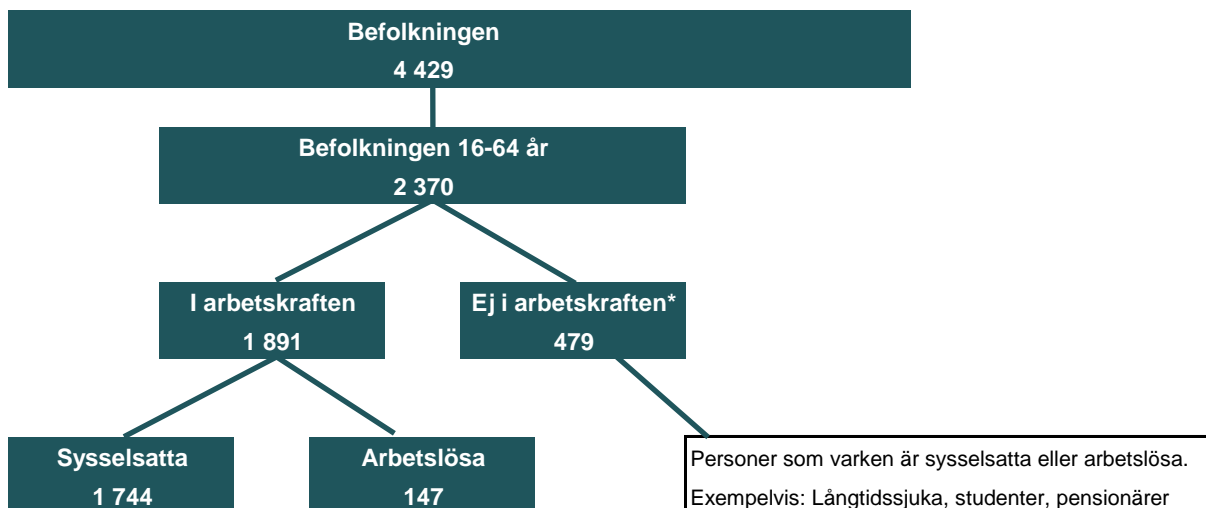 Befolkningen
4 429
Befolkningen 16-64 år
2 370
I arbetskraften
1 891
Ej i arbetskraften*
479
Sysselsatta
1 744
Arbetslösa
147
Personer som varken är sysselsatta eller arbetslösa.
Exempelvis: Långtidssjuka, studenter, pensionärer